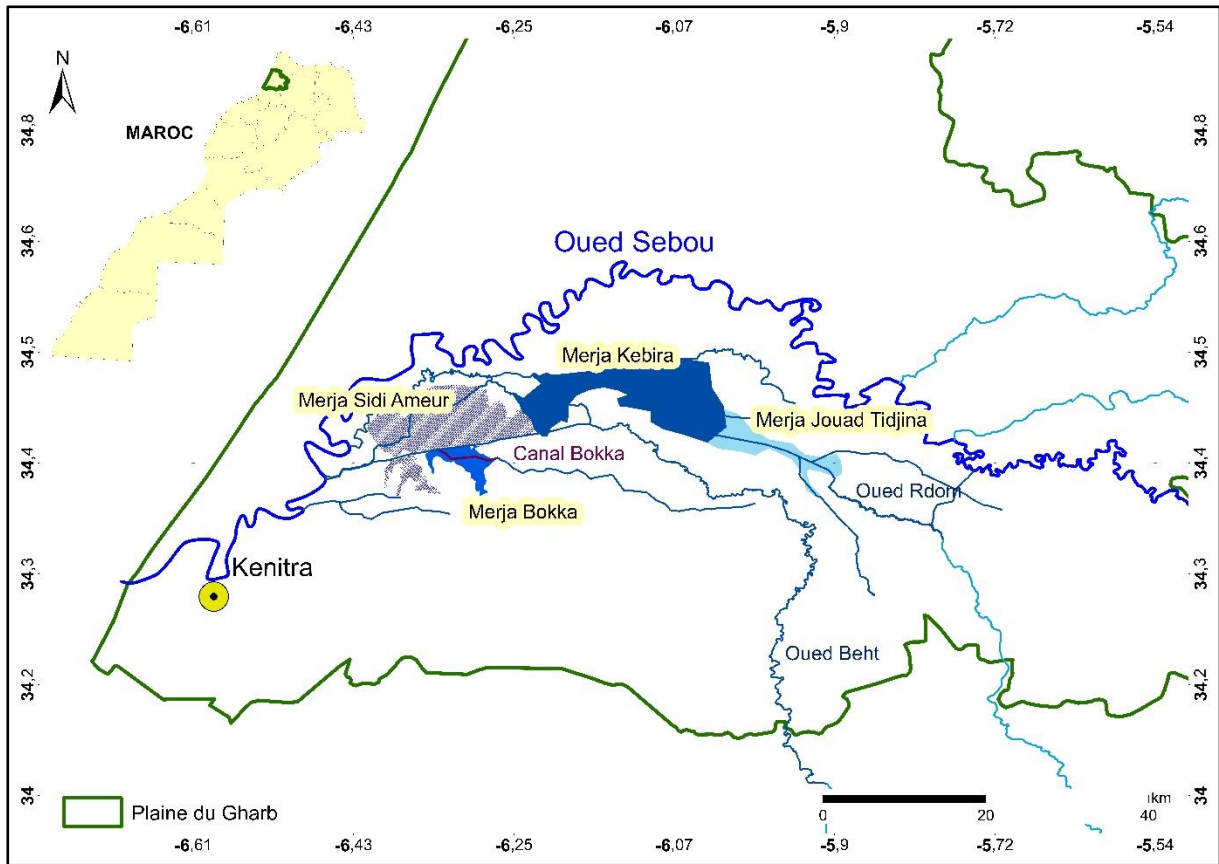 -6,61 -6,43 -6,25 -6,07 -5,9 -5,72 -5,54
N
MAROC
34,8 34,8
34,6 34,6
Oued Sebou
34,5 34,5
Merja Kebira
Merja Sidi Ameur
Merja Jouad Tidjina
Canal Bokka
34,4 34,4
Oued Rdom
Merja Bokka
Kenitra
34,3 34,3
Oued Beht
34,2 34,2
34 34
Plaine du Gharb
km
0 20 40
-6,61 -6,43 -6,25 -6,07 -5,9 -5,72 -5,54